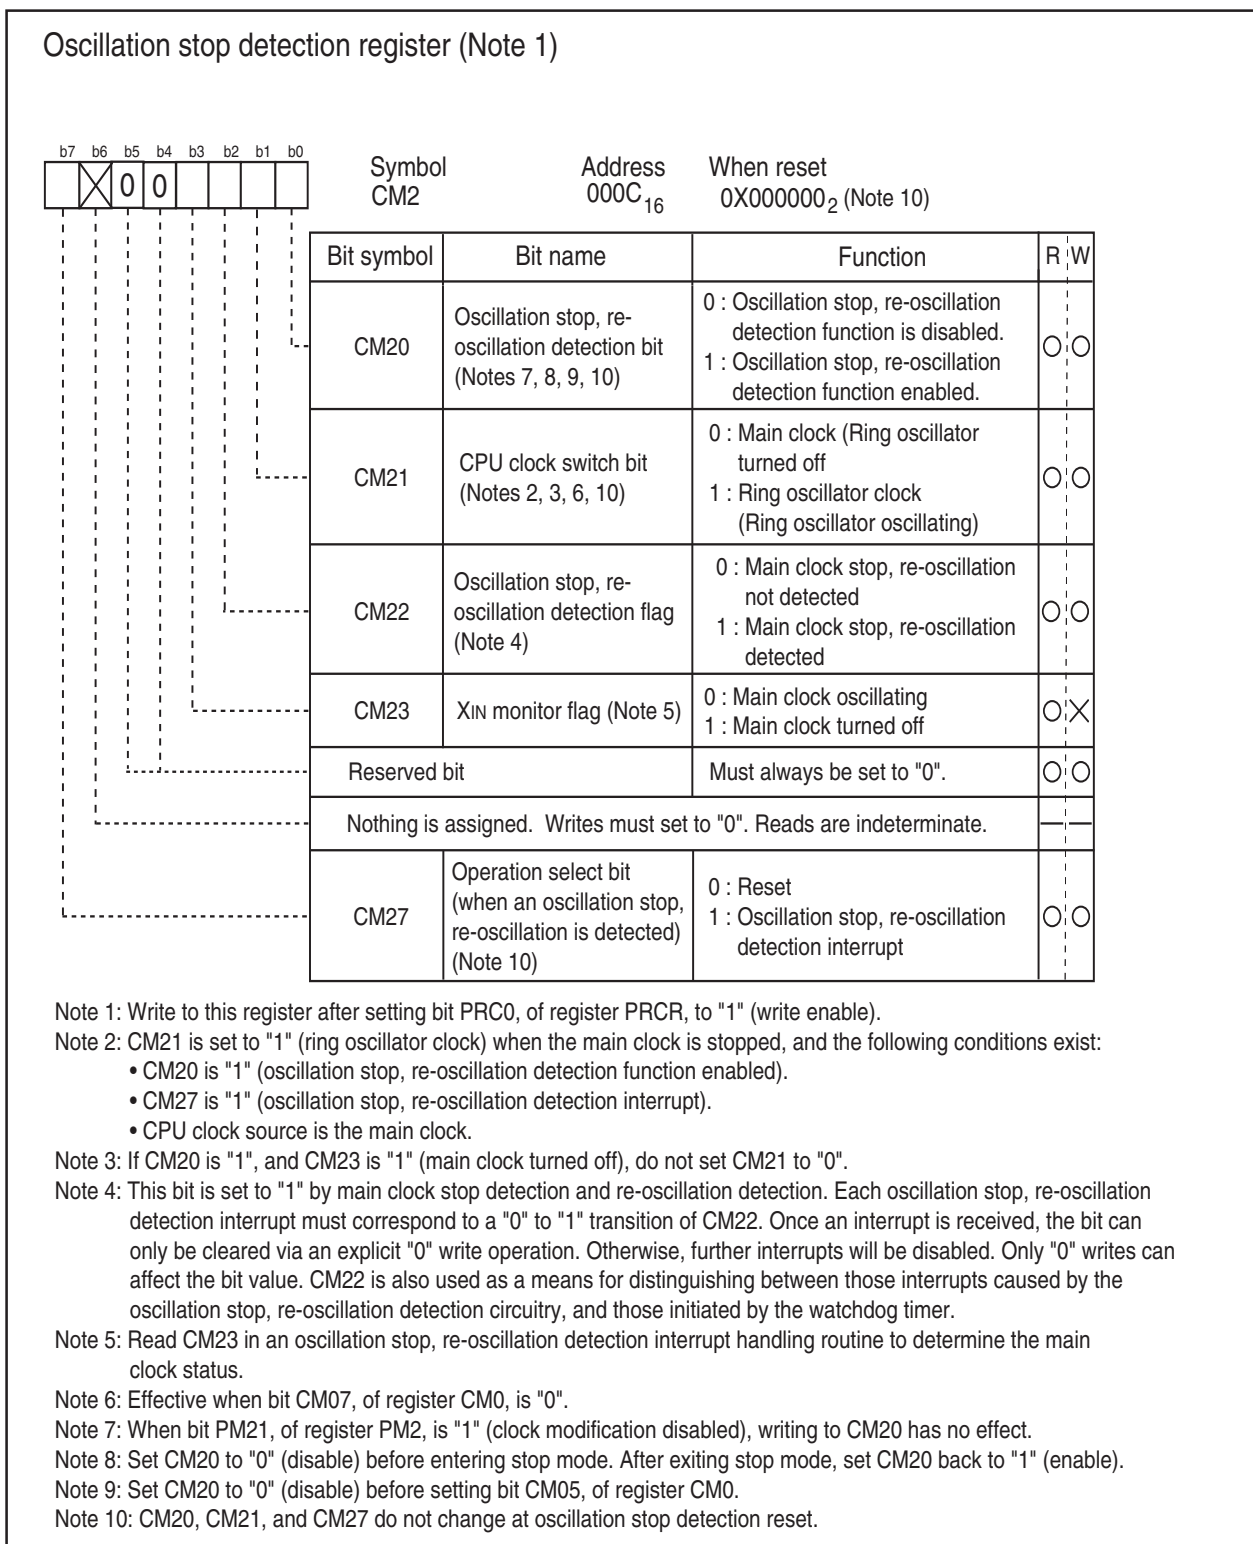 Oscillation stop detection register (Note 1)
b7 b6 b5 b4 b3 b2 b1 b0
0 0
Symbol Address When reset
CM2 000C16 0X0000002 (Note 10)
Bit symbol Bit name Function R W
CM20
Oscillation stop, re-
oscillation detection bit
(Notes 7, 8, 9, 10)
0 : Oscillation stop, re-oscillation
detection function is disabled.
1 : Oscillation stop, re-oscillation
detection function enabled.
CM21
CPU clock switch bit
(Notes 2, 3, 6, 10)
0 : Main clock (Ring oscillator
turned off
1 : Ring oscillator clock
(Ring oscillator oscillating)
CM22
Oscillation stop, re-
oscillation detection flag
(Note 4)
0 : Main clock stop, re-oscillation
not detected
1 : Main clock stop, re-oscillation
detected
CM23
XIN monitor flag (Note 5)
0 : Main clock oscillating
1 : Main clock turned off
Reserved bit
Must always be set to "0".
Nothing is assigned. Writes must set to "0". Reads are indeterminate.
CM27
Operation select bit
(when an oscillation stop,
re-oscillation is detected)
(Note 10)
0 : Reset
1 : Oscillation stop, re-oscillation
detection interrupt
Note 1: Write to this register after setting bit PRC0, of register PRCR, to "1" (write enable).
Note 2: CM21 is set to "1" (ring oscillator clock) when the main clock is stopped, and the following conditions exist:
• CM20 is "1" (oscillation stop, re-oscillation detection function enabled).
• CM27 is "1" (oscillation stop, re-oscillation detection interrupt).
• CPU clock source is the main clock.
Note 3: If CM20 is "1", and CM23 is "1" (main clock turned off), do not set CM21 to "0".
Note 4: This bit is set to "1" by main clock stop detection and re-oscillation detection. Each oscillation stop, re-oscillation
detection interrupt must correspond to a "0" to "1" transition of CM22. Once an interrupt is received, the bit can
only be cleared via an explicit "0" write operation. Otherwise, further interrupts will be disabled. Only "0" writes can
affect the bit value. CM22 is also used as a means for distinguishing between those interrupts caused by the
oscillation stop, re-oscillation detection circuitry, and those initiated by the watchdog timer.
Note 5: Read CM23 in an oscillation stop, re-oscillation detection interrupt handling routine to determine the main
clock status.
Note 6: Effective when bit CM07, of register CM0, is "0".
Note 7: When bit PM21, of register PM2, is "1" (clock modification disabled), writing to CM20 has no effect.
Note 8: Set CM20 to "0" (disable) before entering stop mode. After exiting stop mode, set CM20 back to "1" (enable).
Note 9: Set CM20 to "0" (disable) before setting bit CM05, of register CM0.
Note 10: CM20, CM21, and CM27 do not change at oscillation stop detection reset.